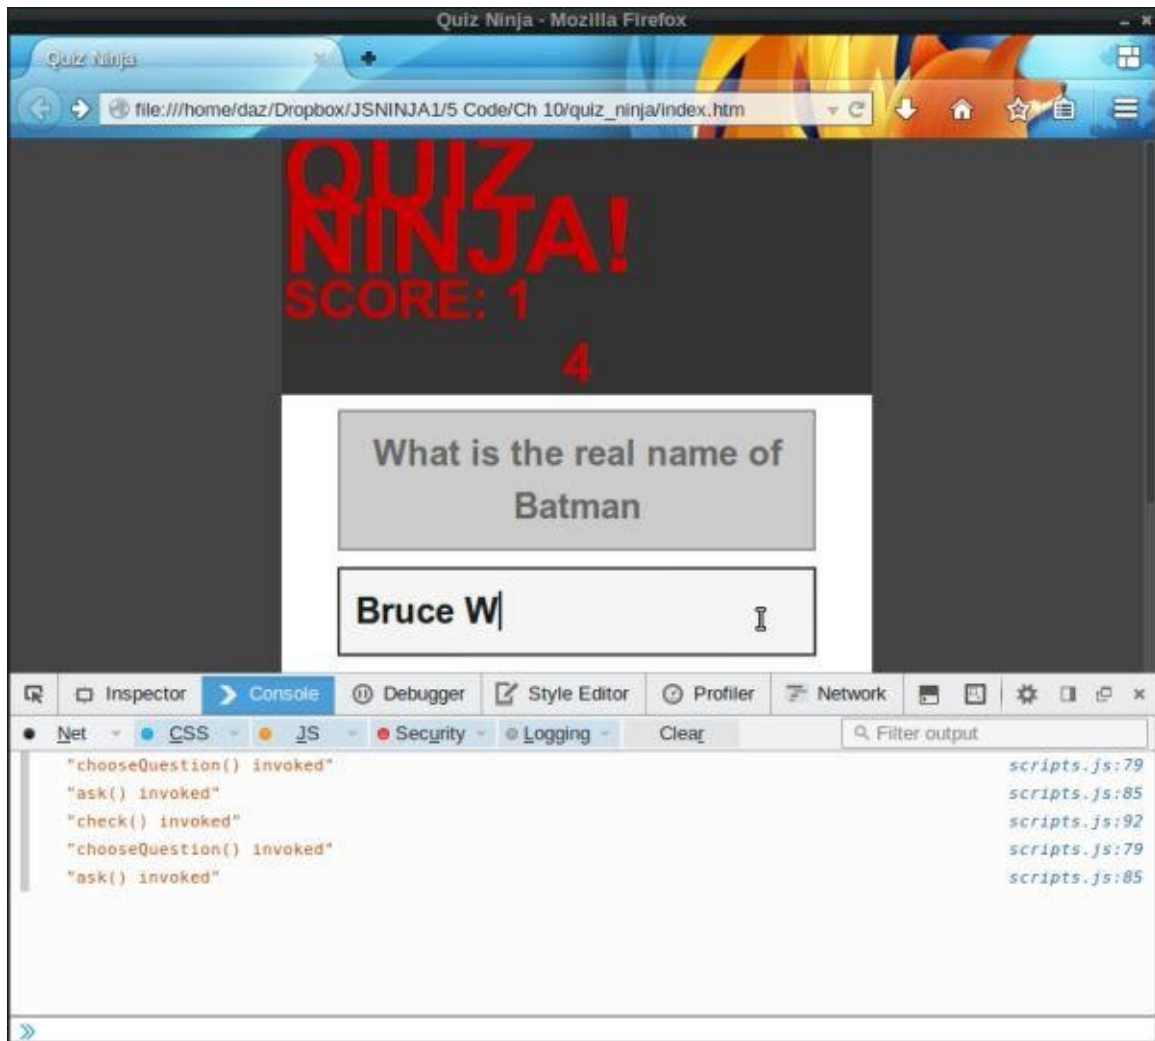 Quiz Ninja - Mozilla Firefox
Quiz Ninja
file:///home/daz/Dropbox/JSNINJA1/5 Code/Ch 10/quiz_ninja/index.htm
QUIZ
NINJA!
SCORE: 1
4
What is the real name of
Batman
Bruce W
Inspector Console Debugger Style Editor Profiler Network
Net CSS JS Security Logging Clear Filter output
"chooseQuestion() invoked" scripts.js:79
"ask() invoked" scripts.js:85
"check() invoked" scripts.js:92
"chooseQuestion() invoked" scripts.js:79
"ask() invoked" scripts.js:85